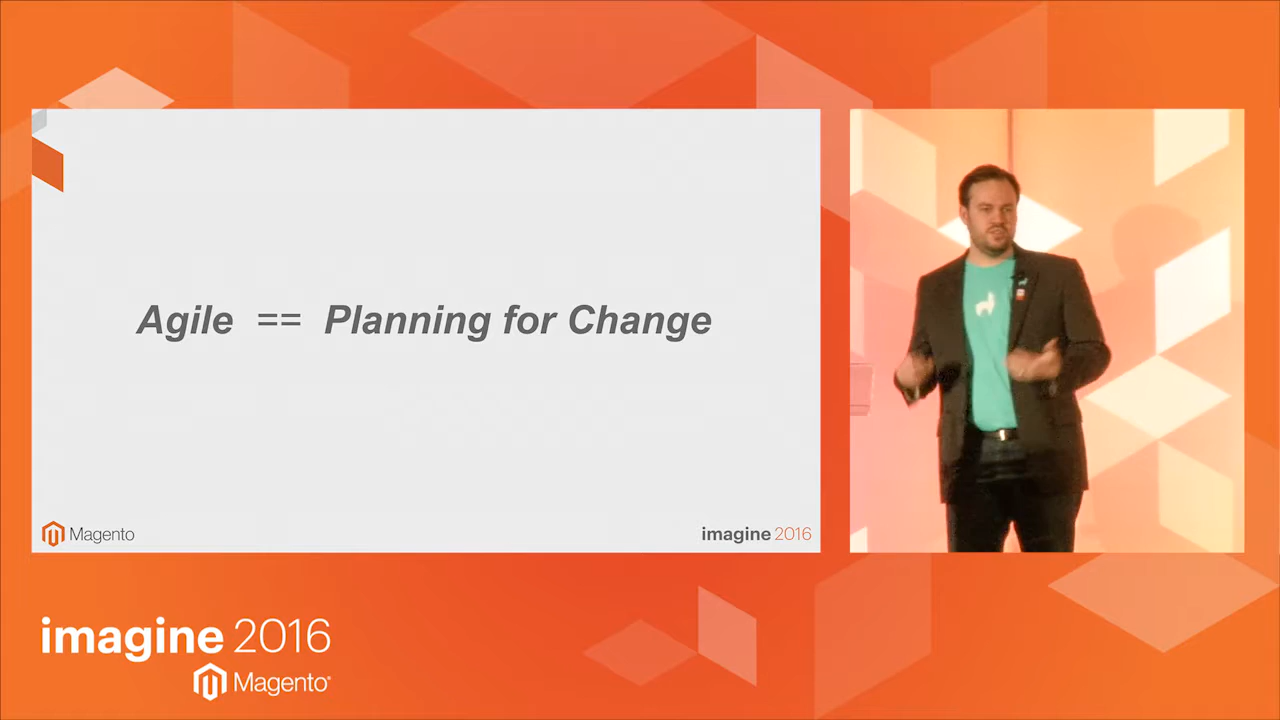 Agile == Planning for Change
Magento
imagine 2016
imagine 2016
Magento®